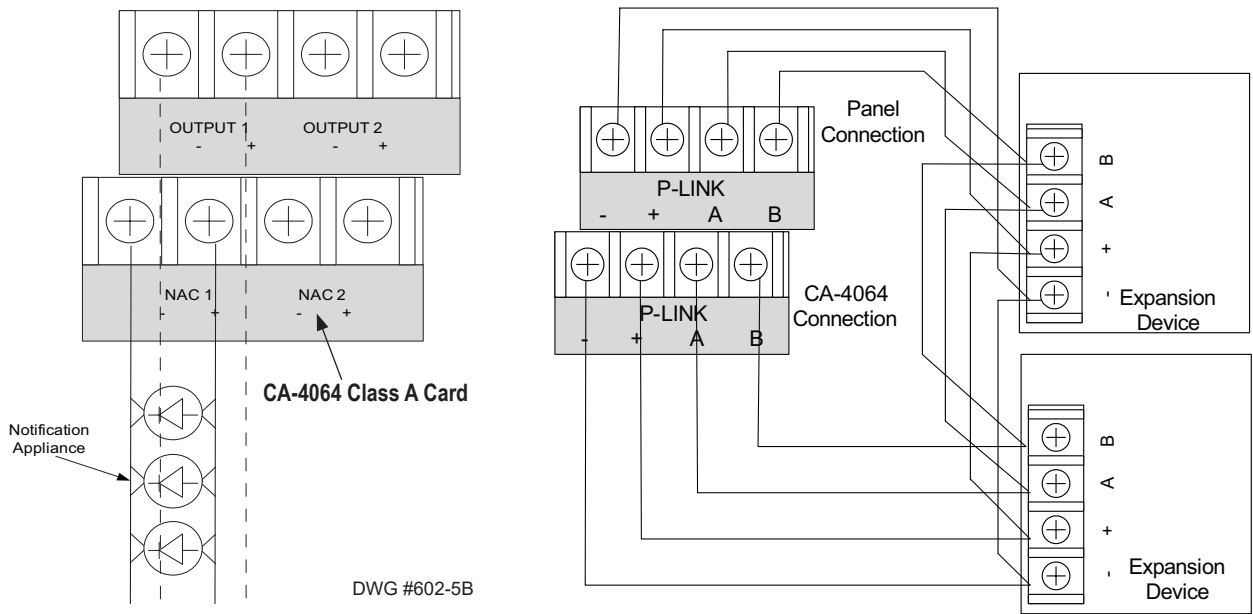 OUTPUT 1 OUTPUT 2
- + - +
NAC 1 NAC 2
- + - +
CA-4064 Class A Card
Notification
Appliance
DWG #602-5B
Panel
Connection
P-LINK
- + A B
CA-4064
Connection
P-LINK
- + A B
B
A
+
-
Expansion
Device
B
A
+
-
Expansion
Device